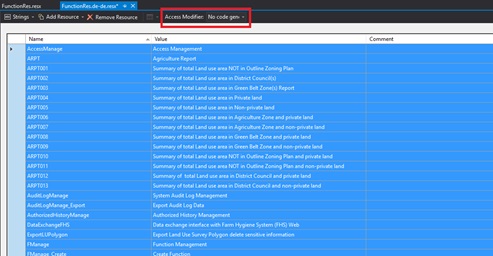 FunctionRes.resx FunctionRes.de-de.resx*
Strings Add Resource Remove Resource Access Modifier: No code gen
Name Value Comment
AccessManage Access Management
ARPT Agriculture Report
ARPT001 Summary of total Land use area NOT in Outline Zoning Plan
ARPT002 Summary of total Land use area in District Council(s)
ARPT003 Summary of total Land use area in Green Belt Zone(s) Report
ARPT004 Summary of total Land use area in Private land
ARPT005 Summary of total Land use area in Non-private land
ARPT006 Summary of total Land use area in Agriculture Zone and private land
ARPT007 Summary of total Land use area in Agriculture Zone and non-private land
ARPT008 Summary of total Land use area in Green Belt Zone and private land
ARPT009 Summary of total Land use area in Green Belt Zone and non-private land
ARPT010 Summary of total Land use area NOT in Outline Zoning Plan and private land
ARPT011 Summary of total Land use area NOT in Outline Zoning Plan and non-private land
ARPT012 Summary of total Land use area in District Council and private land
ARPT013 Summary of total Land use area in District Council and non-private land
AuditLogManage System Audit Log Management
AuditLogManage_Export Export Audit Log Data
AuthorizedHistoryManage Authorized History Management
DataExchangeFHS Data exchange interface with Farm Hygiene System (FHS) Web
ExportLUPolygon Export Land Use Survey Polygon delete sensitive information
FManage Function Management
FManage_Create Create Function